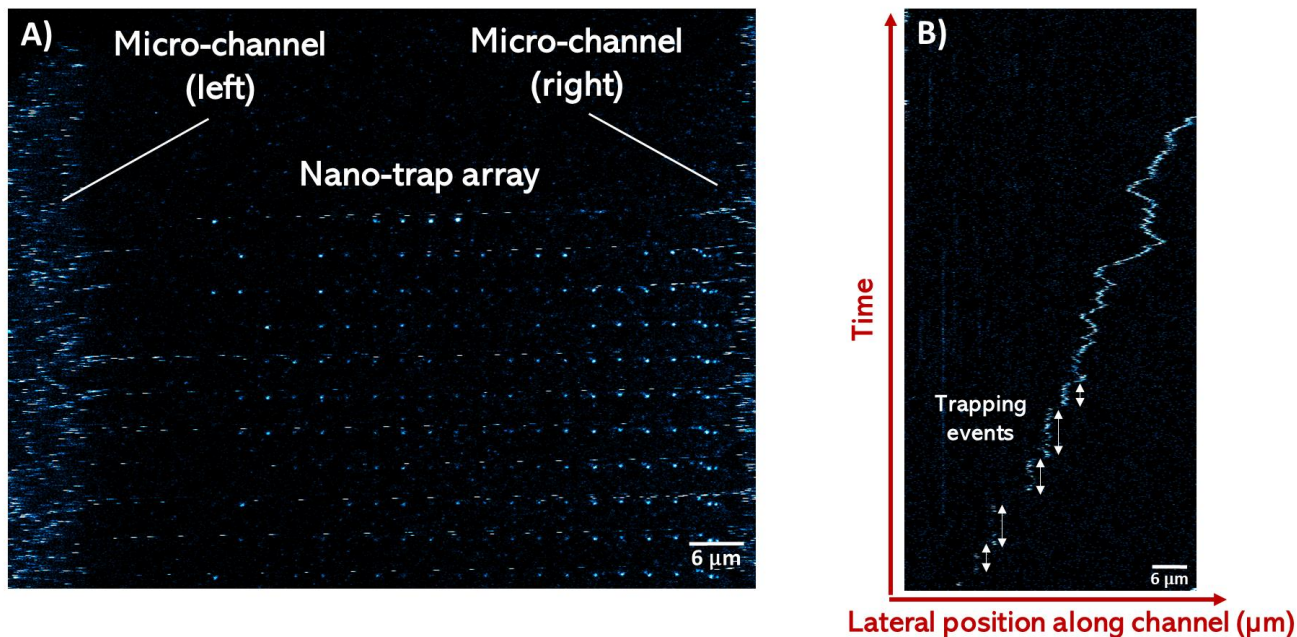 A)
Micro-channel
(left)
Micro-channel
(right)
Nano-trap array
6 μm
B)
Time
Trapping
events
6 μm
Lateral position along channel (μm)